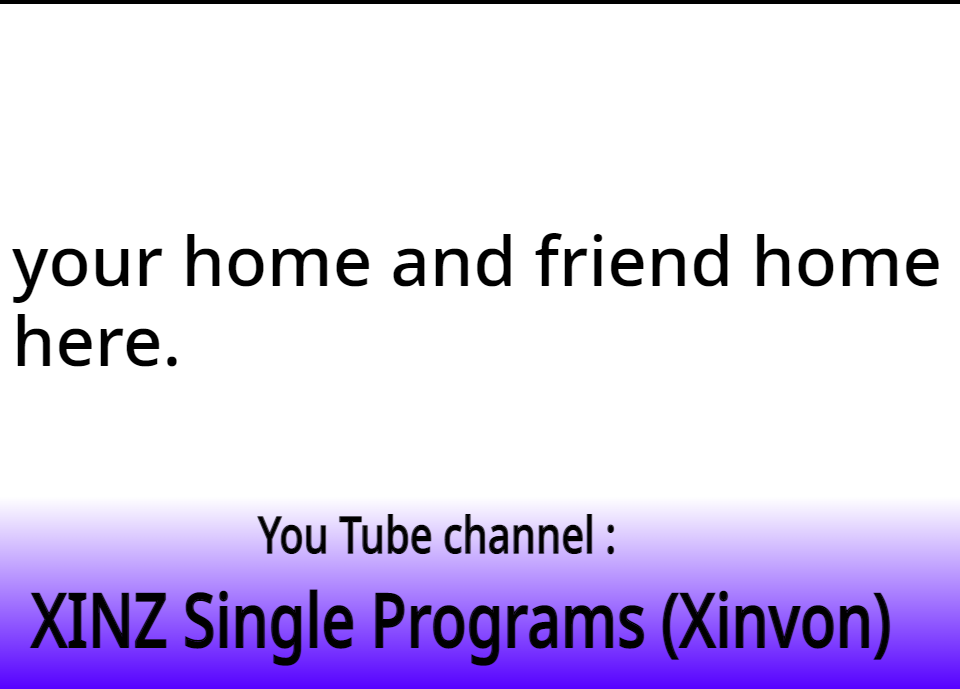 your home and friend home
here.
You Tube channel :
XINZ Single Programs (Xinvon)